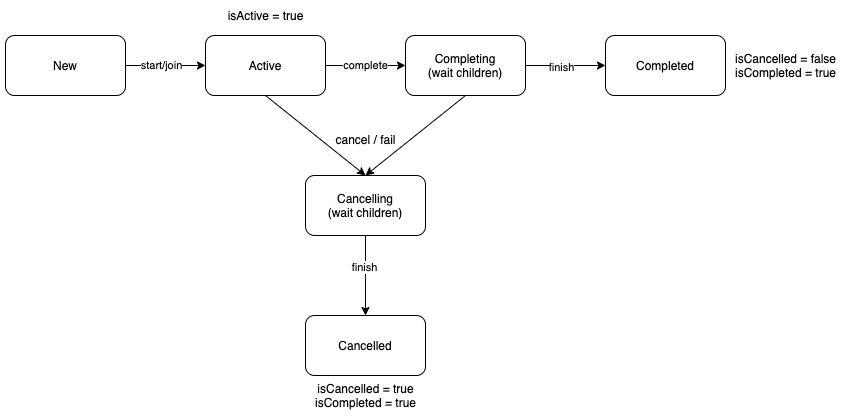 isActive = true
New
start/join
Active
complete
Completing
(wait children)
finish
Completed
isCancelled = false
isCompleted = true
cancel / fail
Cancelling
(wait children)
finish
Cancelled
isCancelled = true
isCompleted = true